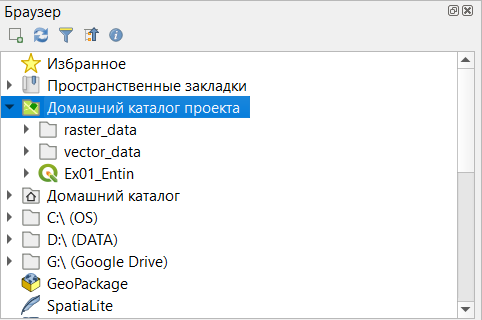 Браузер
Избранное
Пространственные закладки
Домашний каталог проекта
raster_data
vector_data
Ex01_Entin
Домашний каталог
C:\ (OS)
D:\ (DATA)
G:\ (Google Drive)
GeoPackage
SpatiaLite